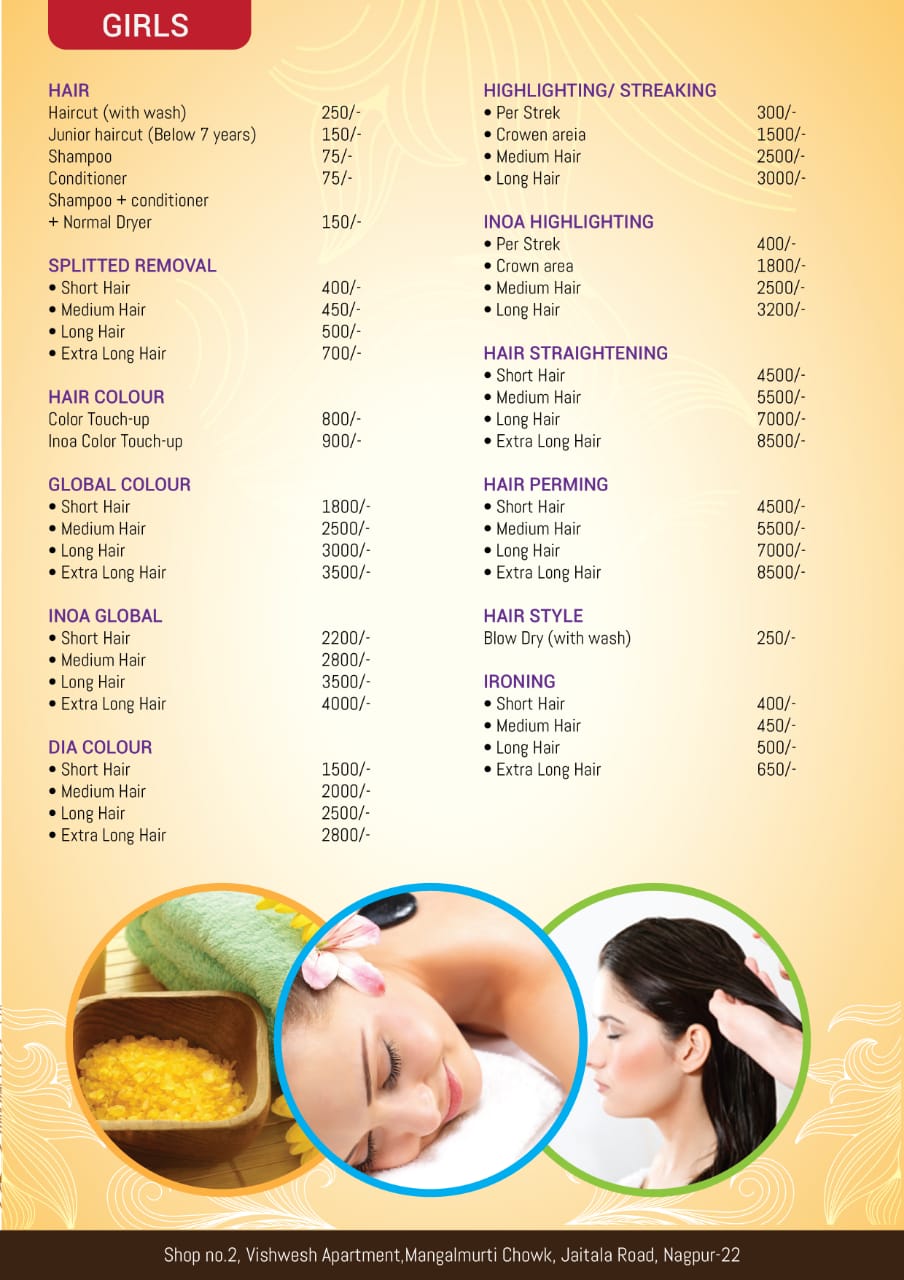 GIRLS
HAIR
Haircut (with wash) 250/-
Junior haircut (Below 7 years) 150/-
Shampoo 75/-
Conditioner 75/-
Shampoo + conditioner
+ Normal Dryer 150/-
SPLITTED REMOVAL
• Short Hair 400/-
• Medium Hair 450/-
• Long Hair 500/-
• Extra Long Hair 700/-
HAIR COLOUR
Color Touch-up 800/-
Inoa Color Touch-up 900/-
GLOBAL COLOUR
• Short Hair 1800/-
• Medium Hair 2500/-
• Long Hair 3000/-
• Extra Long Hair 3500/-
INOA GLOBAL
• Short Hair 2200/-
• Medium Hair 2800/-
• Long Hair 3500/-
• Extra Long Hair 4000/-
DIA COLOUR
• Short Hair 1500/-
• Medium Hair 2000/-
• Long Hair 2500/-
• Extra Long Hair 2800/-
HIGHLIGHTING/ STREAKING
• Per Strek 300/-
• Crowen areia 1500/-
• Medium Hair 2500/-
• Long Hair 3000/-
INOA HIGHLIGHTING
• Per Strek 400/-
• Crown area 1800/-
• Medium Hair 2500/-
• Long Hair 3200/-
HAIR STRAIGHTENING
• Short Hair 4500/-
• Medium Hair 5500/-
• Long Hair 7000/-
• Extra Long Hair 8500/-
HAIR PERMING
• Short Hair 4500/-
• Medium Hair 5500/-
• Long Hair 7000/-
• Extra Long Hair 8500/-
HAIR STYLE
Blow Dry (with wash) 250/-
IRONING
• Short Hair 400/-
• Medium Hair 450/-
• Long Hair 500/-
• Extra Long Hair 650/-
Shop no.2, Vishwesh Apartment,Mangalmurti Chowk, Jaitala Road, Nagpur-22